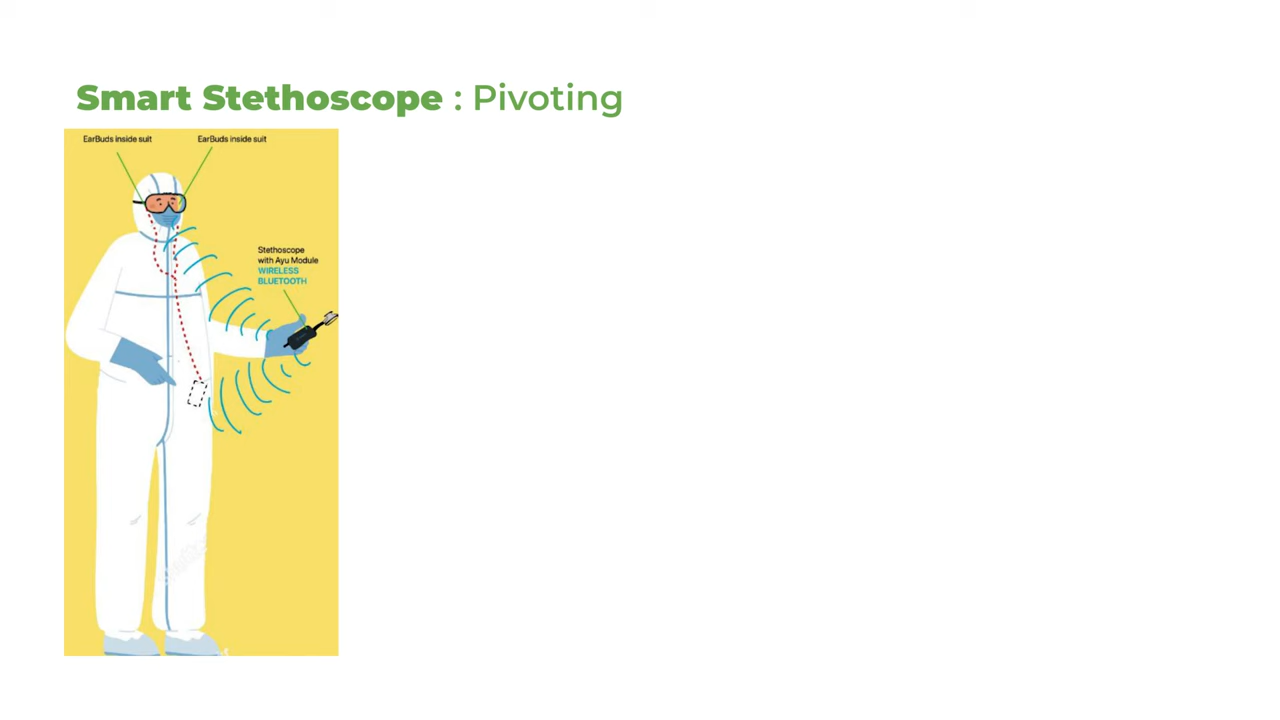 Smart Stethoscope : Pivoting
EarBuds inside suit
EarBuds inside suit
Stethoscope
with Ayu Module
WIRELESS
BLUETOOTH